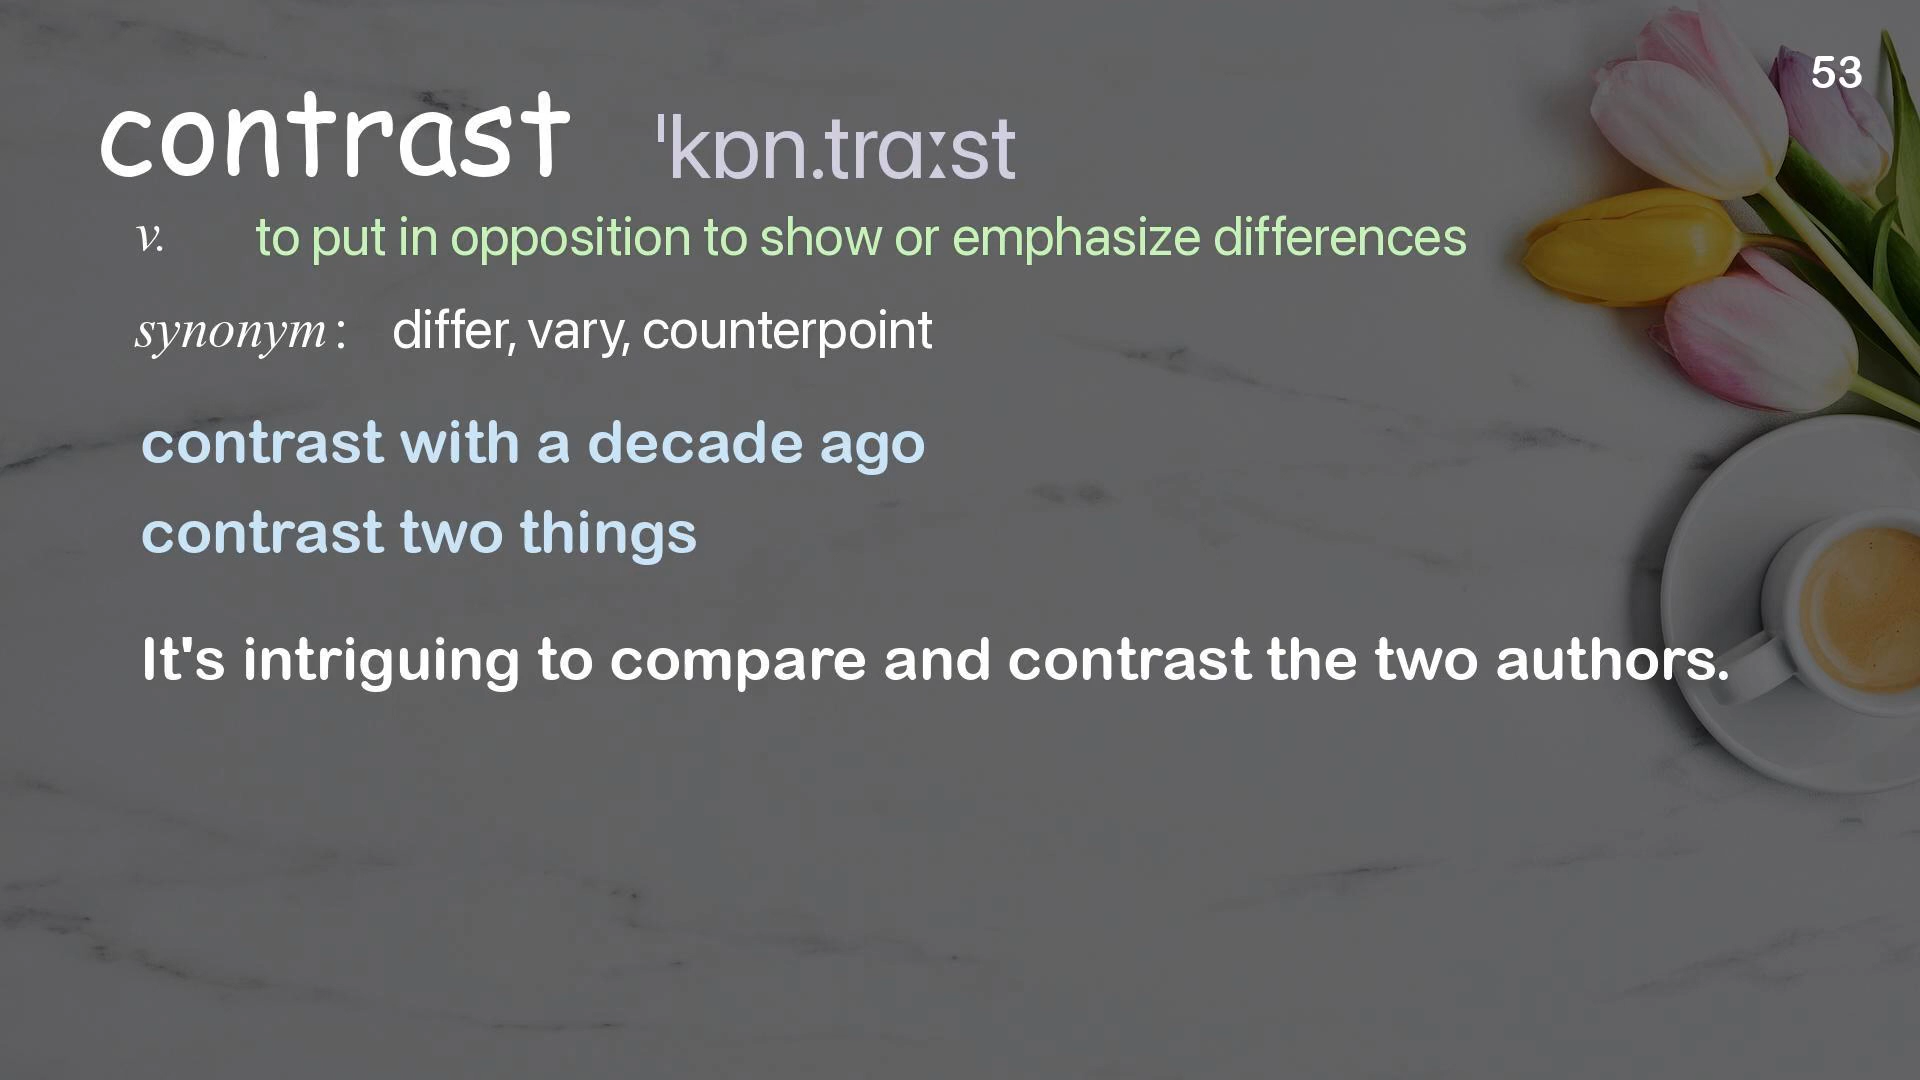 53
contrast ˈkɒn.trɑːst
v. to put in opposition to show or emphasize differences
synonym: differ, vary, counterpoint
contrast with a decade ago
contrast two things
It's intriguing to compare and contrast the two authors.